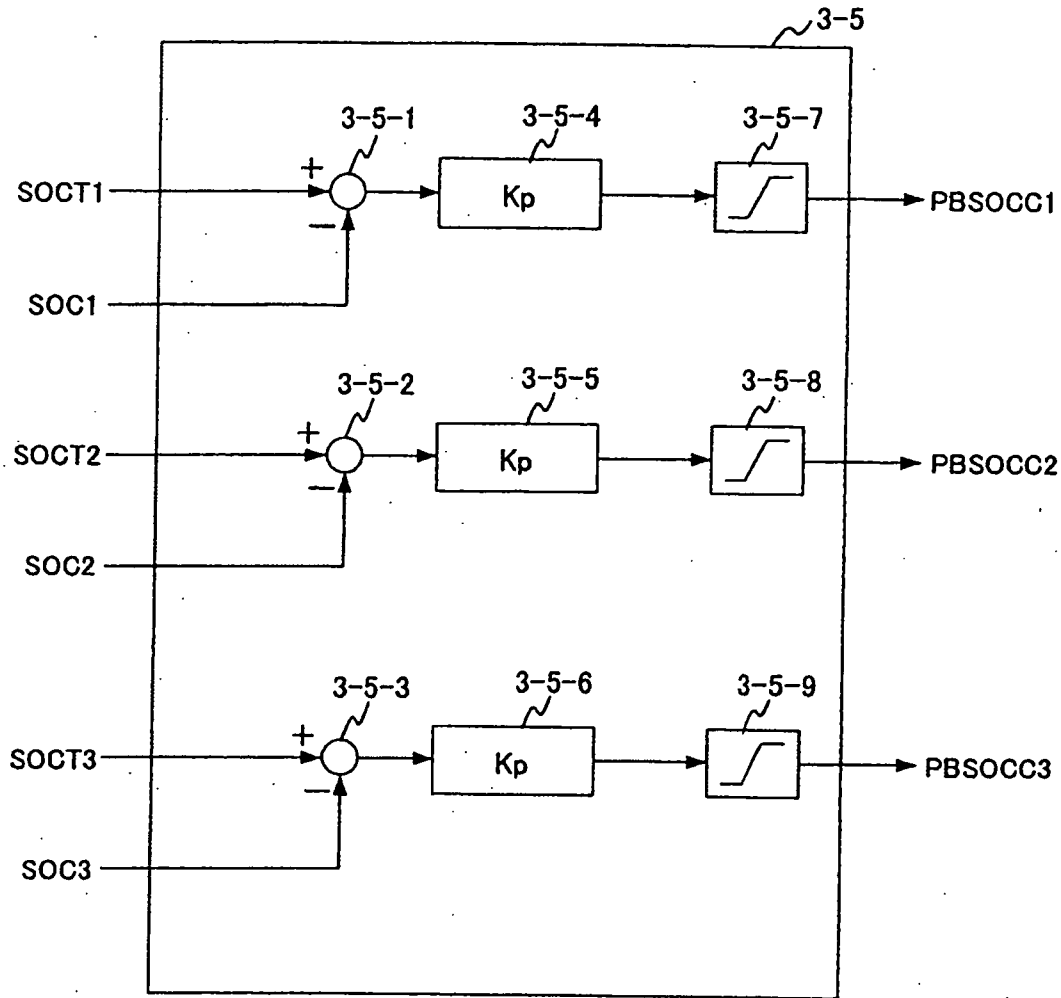 3-5
3-5-1 3-5-4 3-5-7
SOCT1 + Kp PBSOCC1
−
SOC1
3-5-2 3-5-5 3-5-8
SOCT2 + Kp PBSOCC2
−
SOC2
3-5-3 3-5-6 3-5-9
SOCT3 + Kp PBSOCC3
−
SOC3